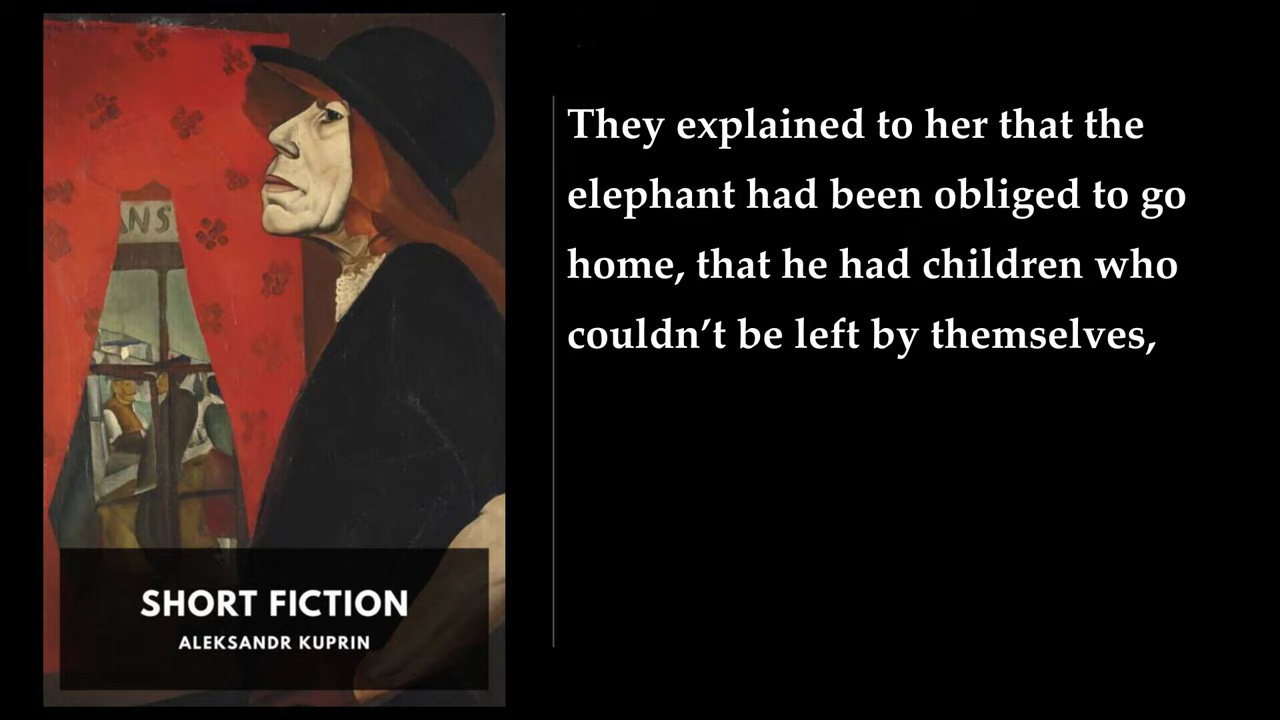 NS
SHORT FICTION
ALEKSANDR KUPRIN
They explained to her that the
elephant had been obliged to go
home, that he had children who
couldn’t be left by themselves,